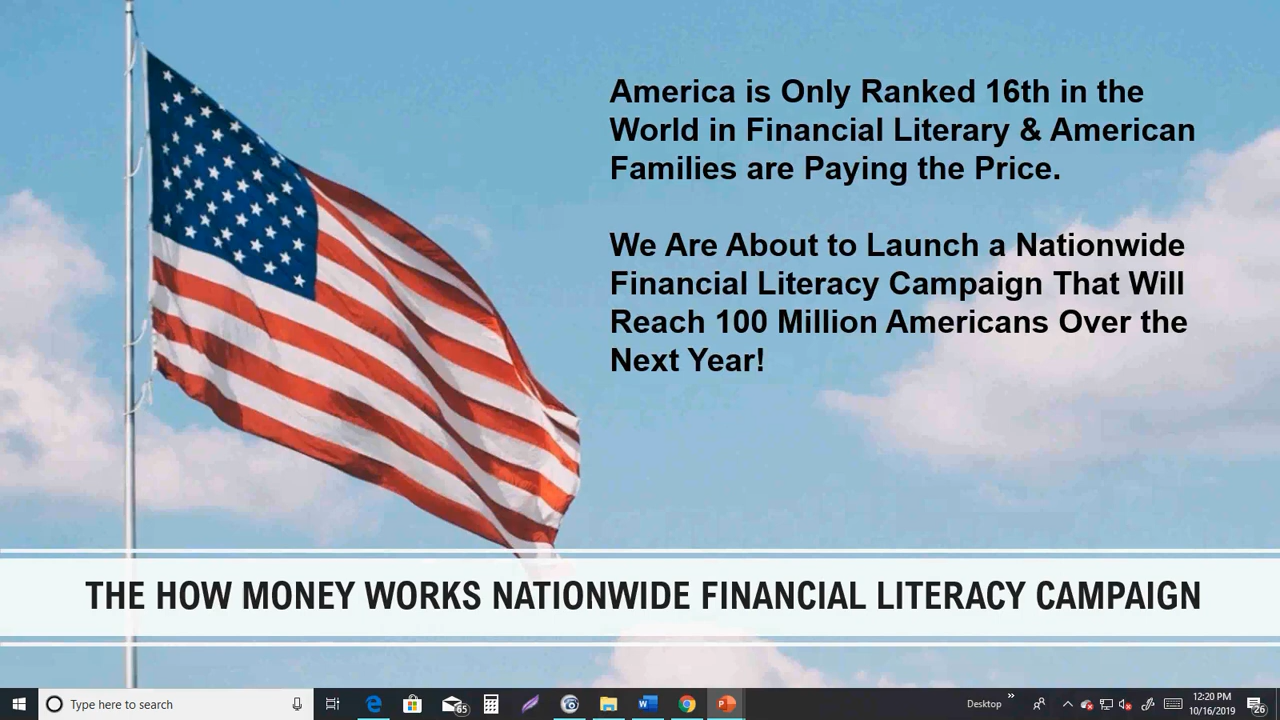 America is Only Ranked 16th in the
World in Financial Literary & American
Families are Paying the Price.
We Are About to Launch a Nationwide
Financial Literacy Campaign That Will
Reach 100 Million Americans Over the
Next Year!
THE HOW MONEY WORKS NATIONWIDE FINANCIAL LITERACY CAMPAIGN
Type here to search
65
Desktop
12:20 PM
10/16/2019
26